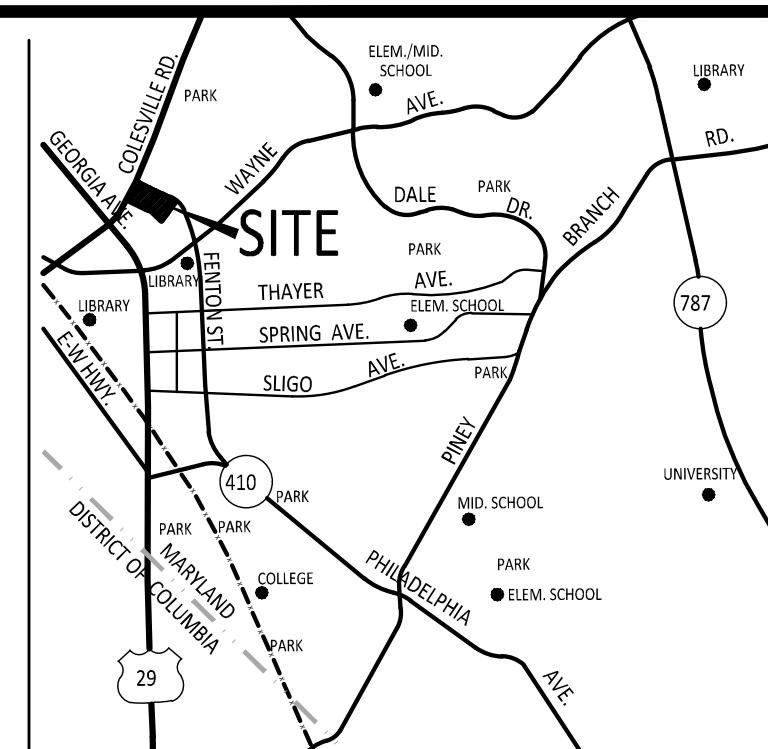 ELEM./MID.
SCHOOL
LIBRARY
PARK
COLESVILLE RD.
AVE.
RD.
GEORGIA AVE.
WAYNE
DALE
PARK
DR.
BRANCH
SITE
PARK
FENTON ST.
LIBRARY
THAYER
AVE.
787
LIBRARY
ELEM. SCHOOL
SPRING AVE.
E-W HWY.
SLIGO
AVE.
PARK
PINEY
UNIVERSITY
410
PARK
MID. SCHOOL
PARK
PARK
DISTRICT OF COLUMBIA
MARYLAND
PHILADELPHIA
PARK
COLLEGE
ELEM. SCHOOL
PARK
29
AVE.